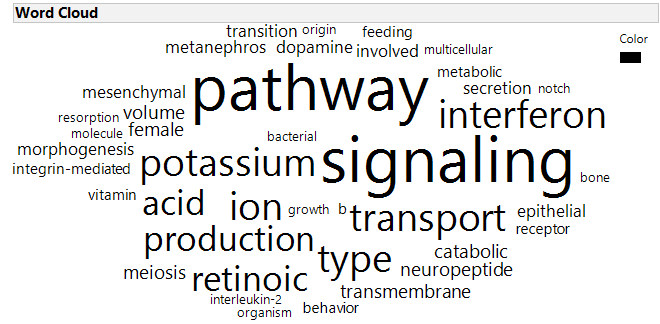 Word Cloud
Color
transition origin feeding
metanephros dopamine involved multicellular
pathway metabolic
mesenchymal secretion notch
resorption volume interferon
molecule female
morphogenesis bacterial signaling
integrin-mediated potassium bone
vitamin acid ion growth b transport epithelial
receptor
production type catabolic
meiosis retinoic neuropeptide
interleukin-2 transmembrane
organism behavior